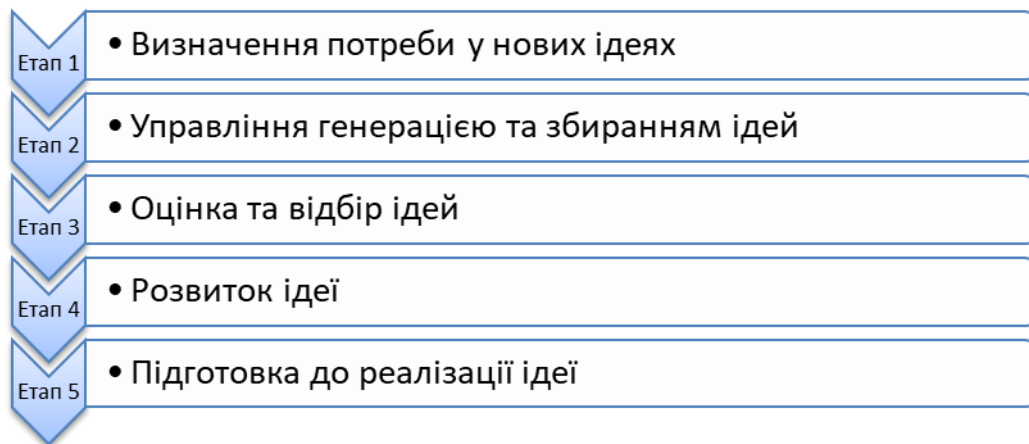 Етап 1
• Визначення потреби у нових ідеях
Етап 2
• Управління генерацією та збиранням ідей
Етап 3
• Оцінка та відбір ідей
Етап 4
• Розвиток ідеї
Етап 5
• Підготовка до реалізації ідеї